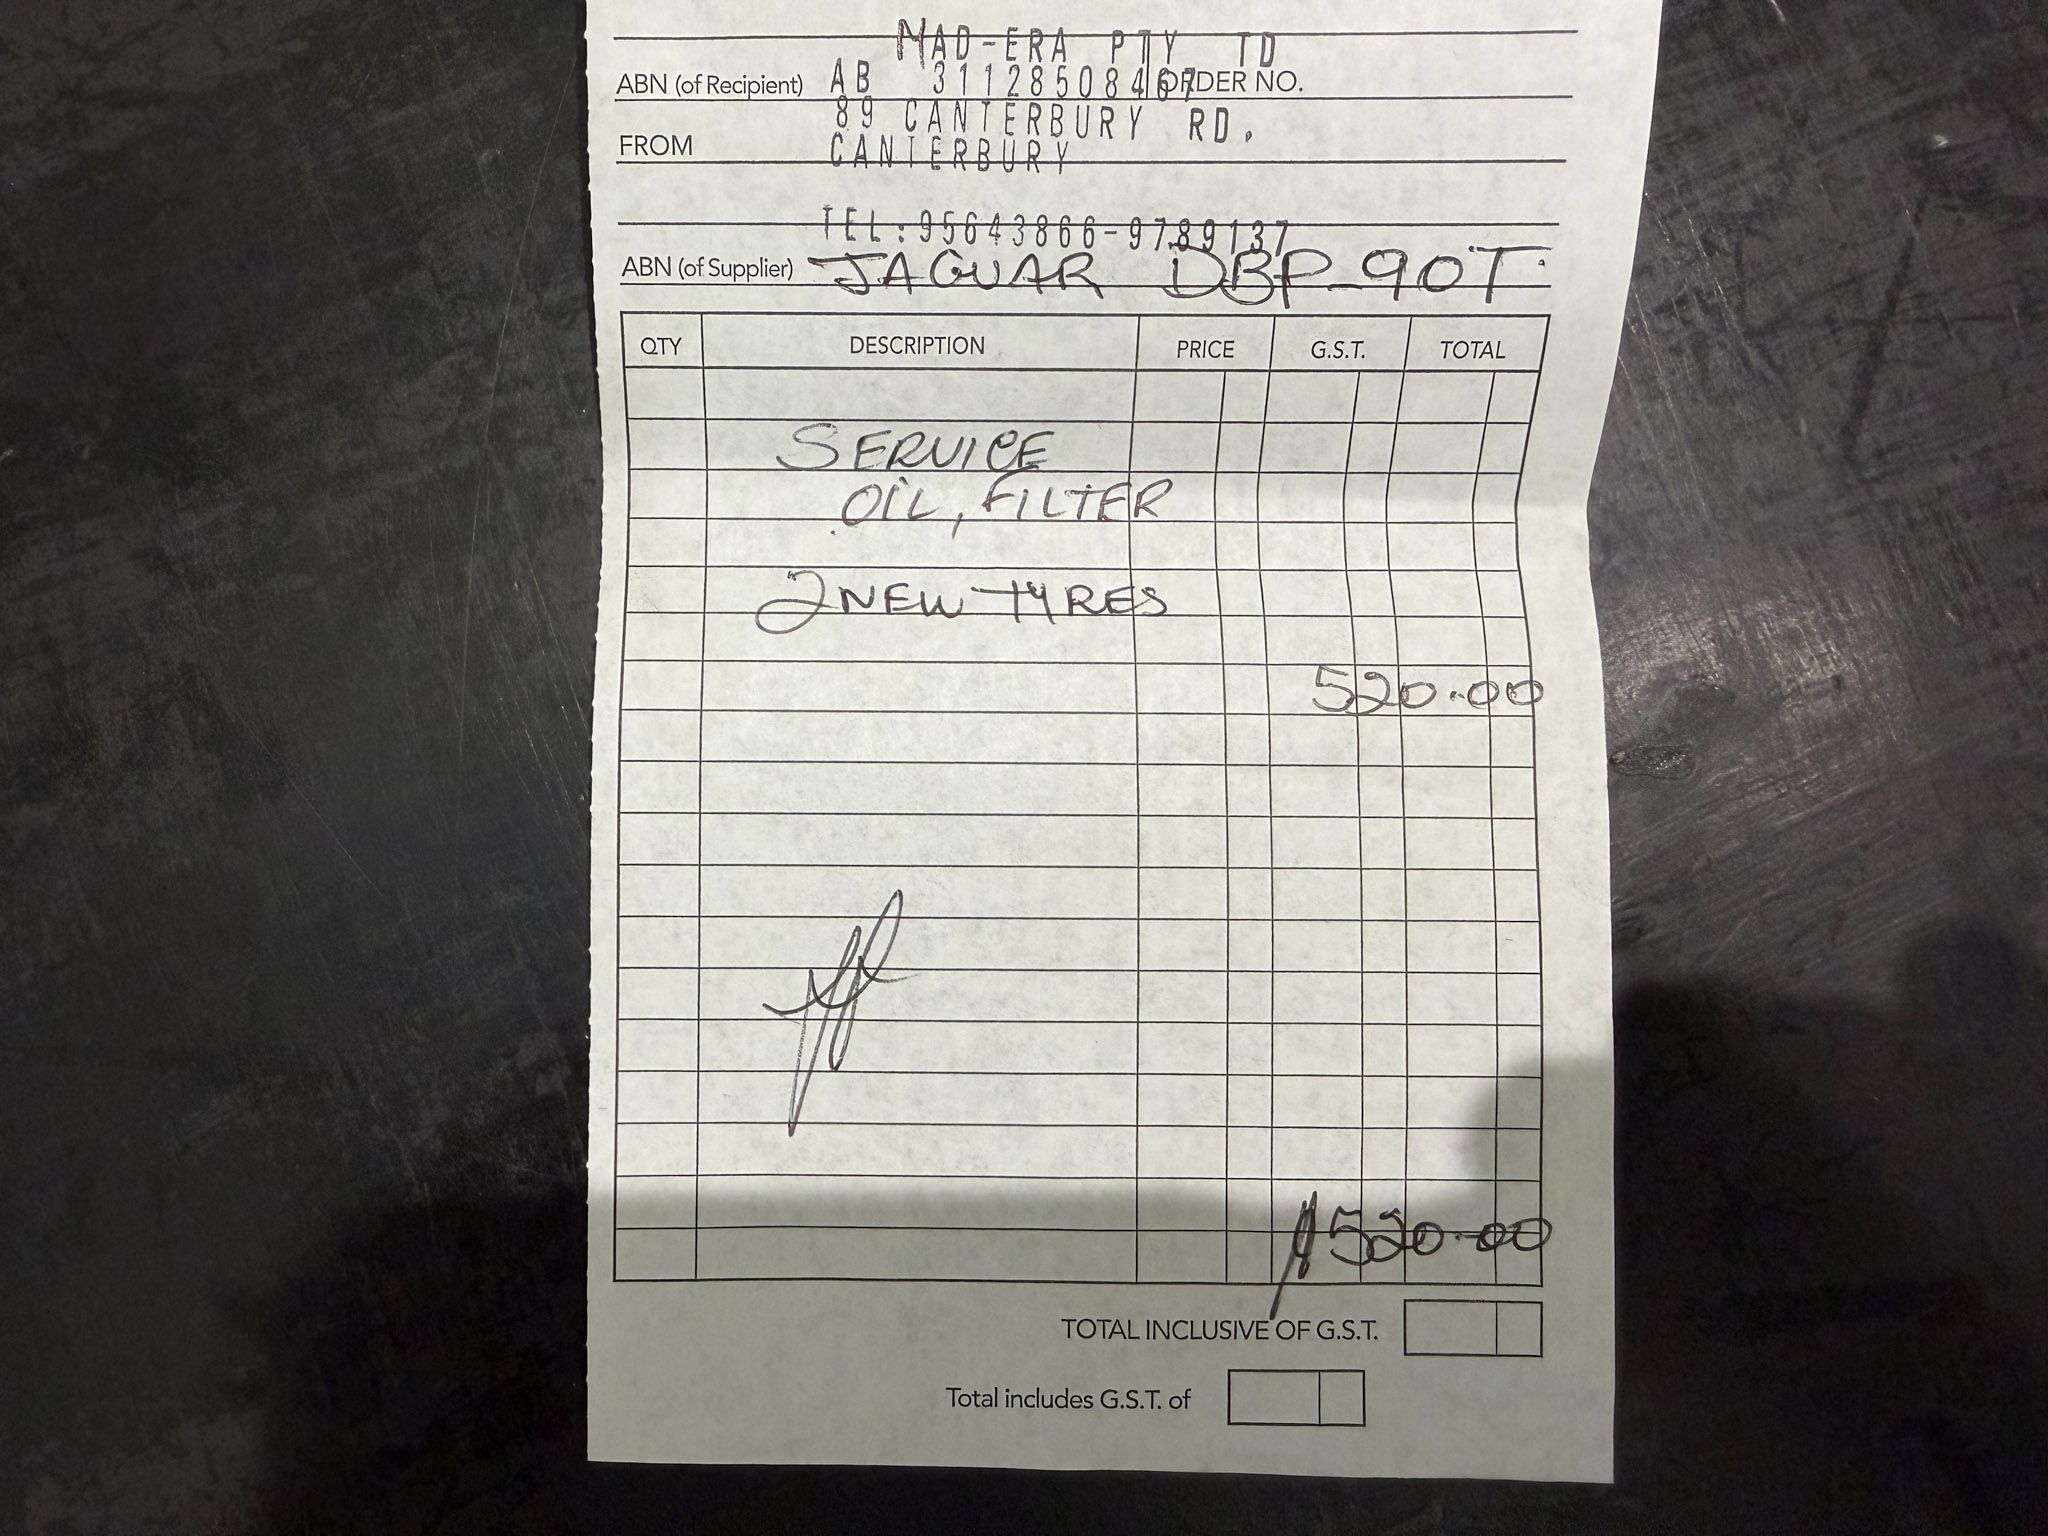 MAD-ERA PTY TD
ABN (of Recipient) AB 31128508467 ORDER NO.
89 CANTERBURY RD.
FROM CANTERBURY
TEL:95643866-9789137
ABN (of Supplier) JAGUAR DBP-90T
QTY DESCRIPTION PRICE G.S.T. TOTAL
SERVICE
OIL, FILTER
2 NEW TYRES
520.00
$520.00
TOTAL INCLUSIVE OF G.S.T.
Total includes G.S.T. of